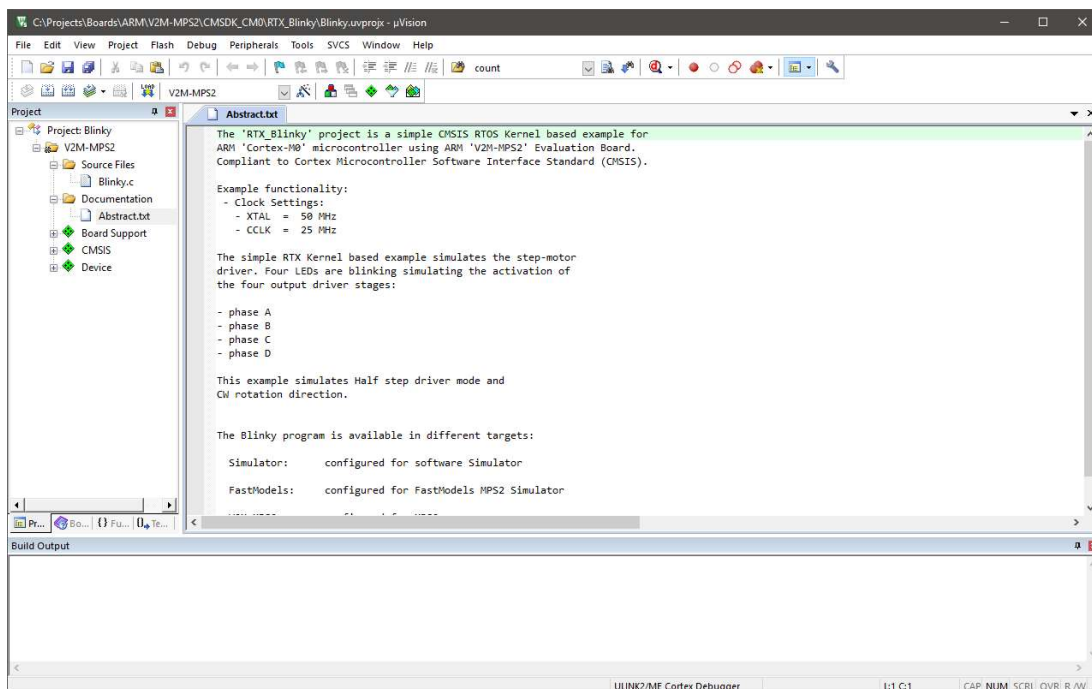 C:\Projects\Boards\ARM\V2M-MPS2\CMSDK_CM0\RTX_Blinky\Blinky.uvprojx - µVision
File Edit View Project Flash Debug Peripherals Tools SVCS Window Help
count
LOAD V2M-MPS2
Project
Project: Blinky
V2M-MPS2
Source Files
Blinky.c
Documentation
Abstract.txt
Board Support
CMSIS
Device
Pr... Bo... {} Fu... Te...
Abstract.txt
The 'RTX_Blinky' project is a simple CMSIS RTOS Kernel based example for
ARM 'Cortex-M0' microcontroller using ARM 'V2M-MPS2' Evaluation Board.
Compliant to Cortex Microcontroller Software Interface Standard (CMSIS).
Example functionality:
- Clock Settings:
- XTAL = 50 MHz
- CCLK = 25 MHz
The simple RTX Kernel based example simulates the step-motor
driver. Four LEDs are blinking simulating the activation of
the four output driver stages:
- phase A
- phase B
- phase C
- phase D
This example simulates Half step driver mode and
CW rotation direction.
The Blinky program is available in different targets:
Simulator: configured for software Simulator
FastModels: configured for FastModels MPS2 Simulator
Build Output
ULINK2/ME Cortex Debugger L:1 C:1 CAP NUM SCRL OVR R/W